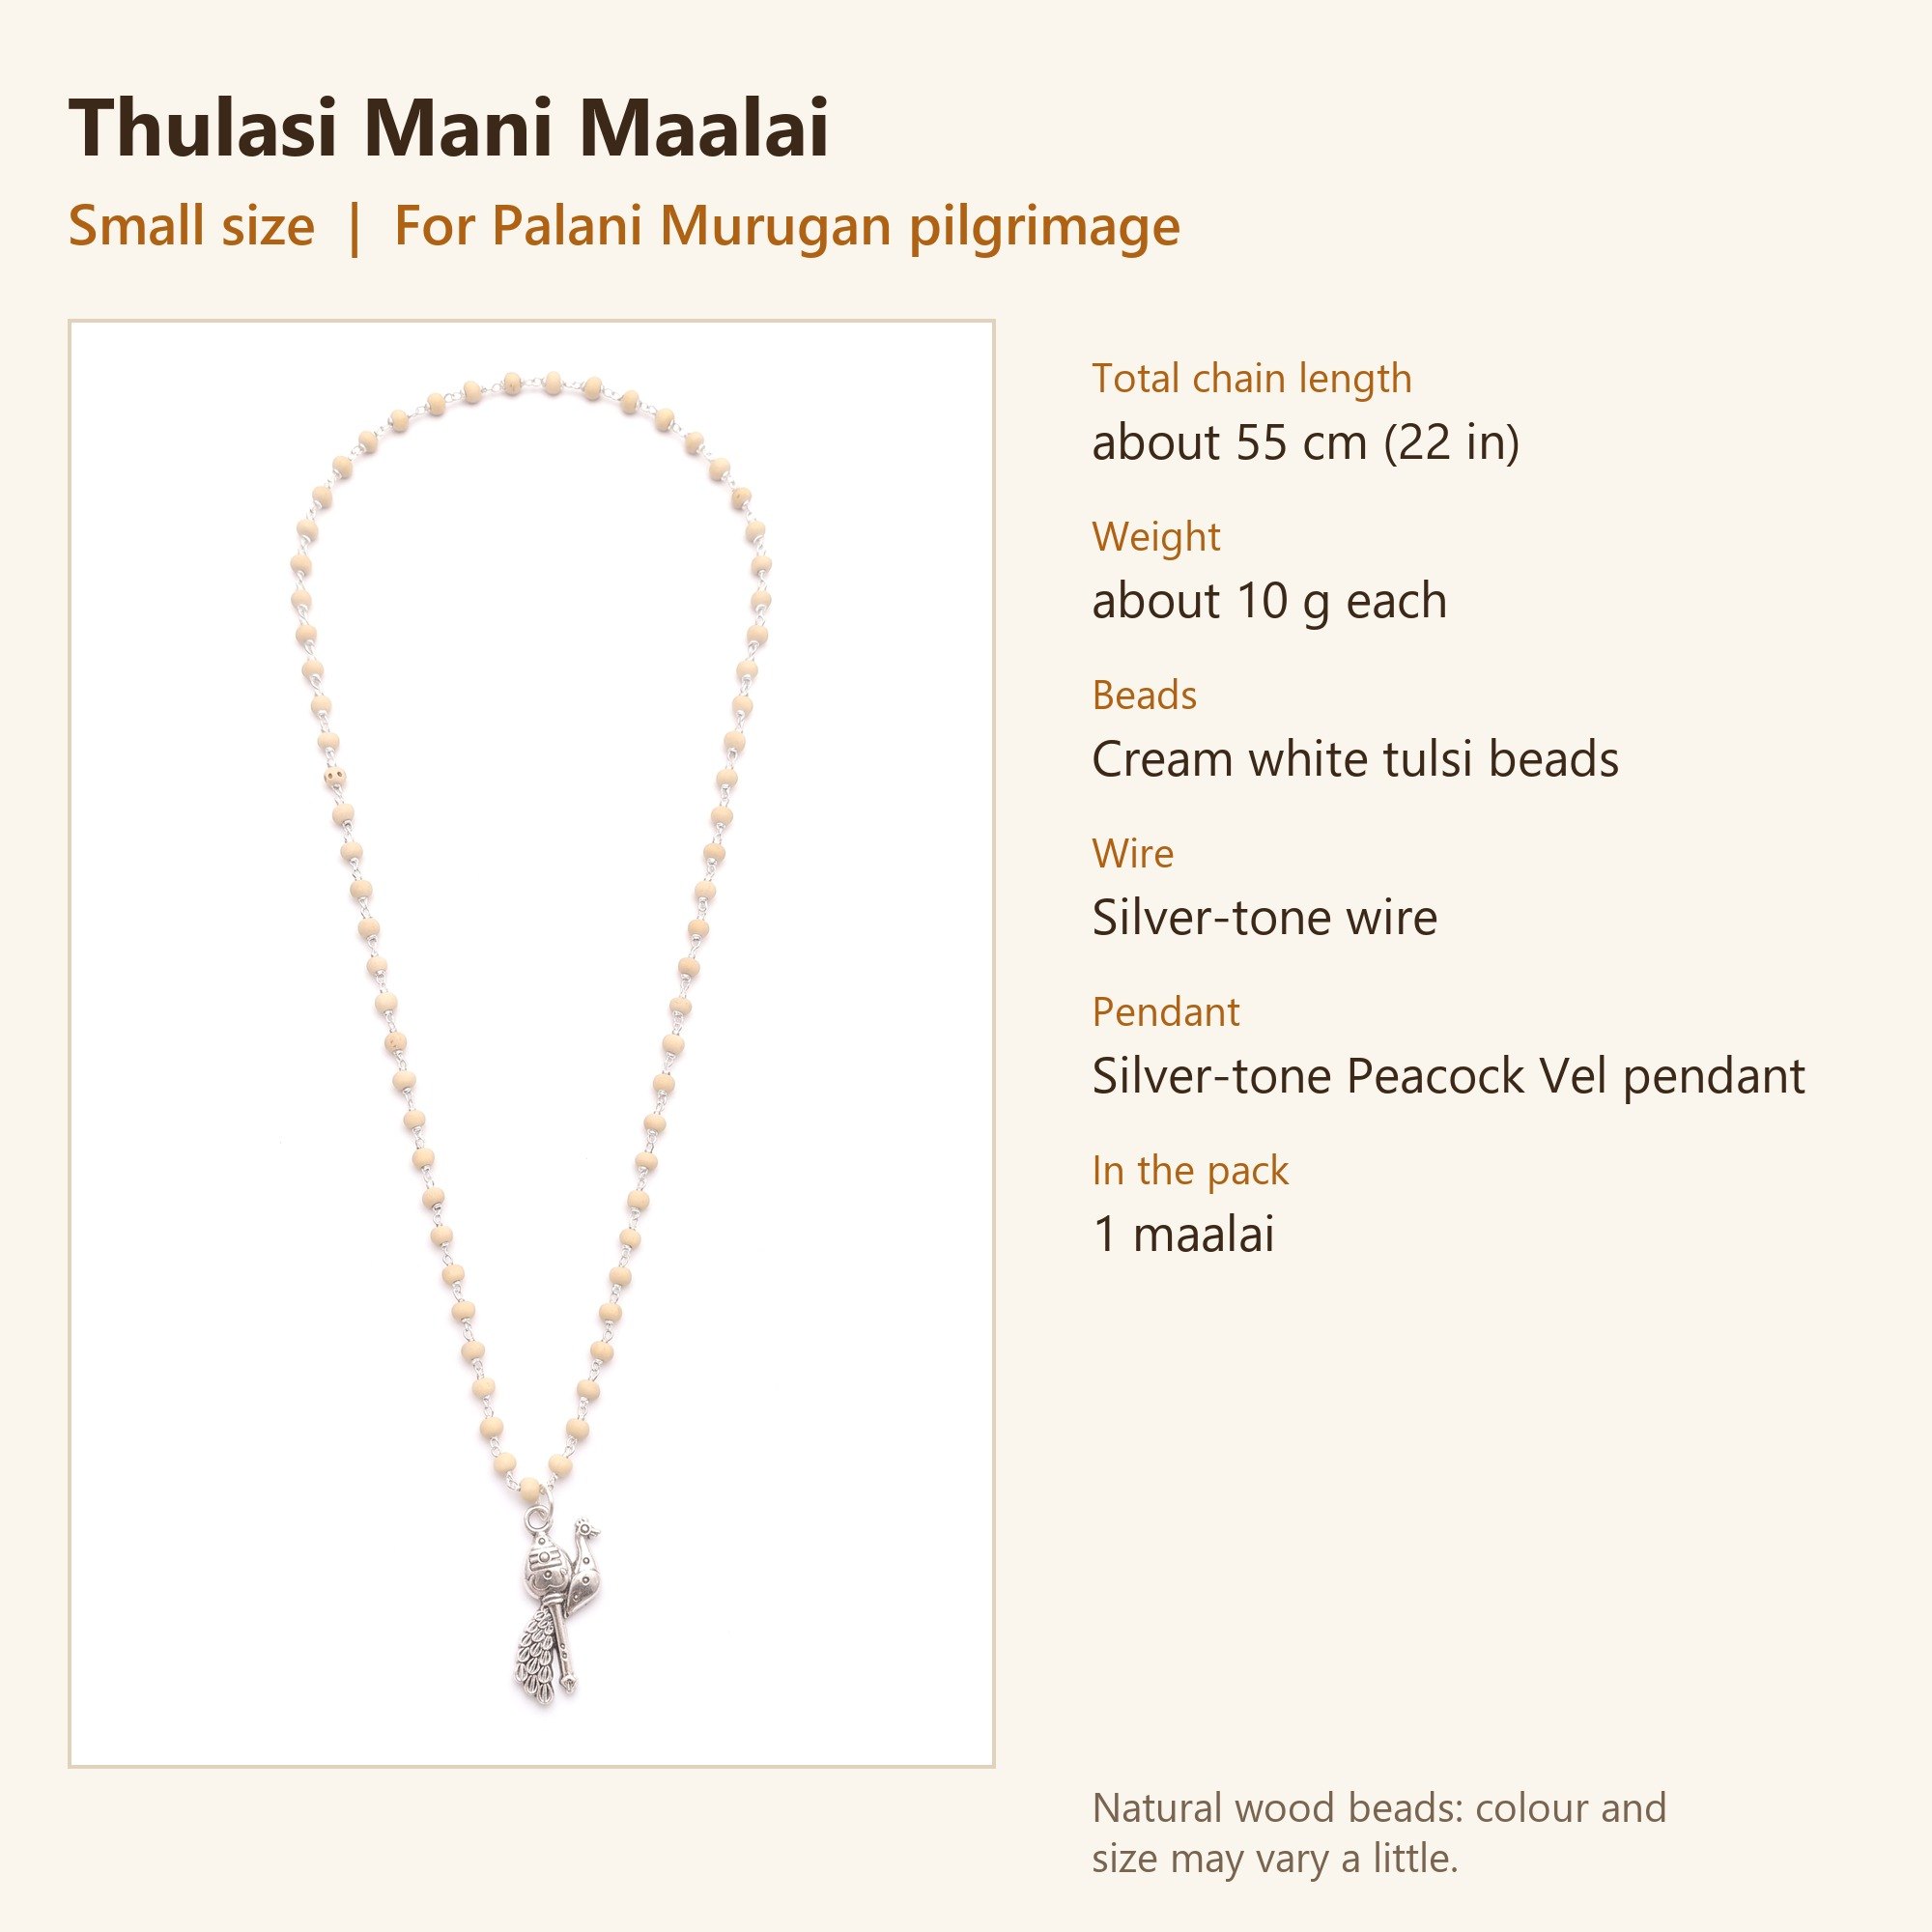 Thulasi Mani Maalai
Small size | For Palani Murugan pilgrimage
Total chain length
about 55 cm (22 in)
Weight
about 10 g each
Beads
Cream white tulsi beads
Wire
Silver-tone wire
Pendant
Silver-tone Peacock Vel pendant
In the pack
1 maalai
Natural wood beads: colour and
size may vary a little.